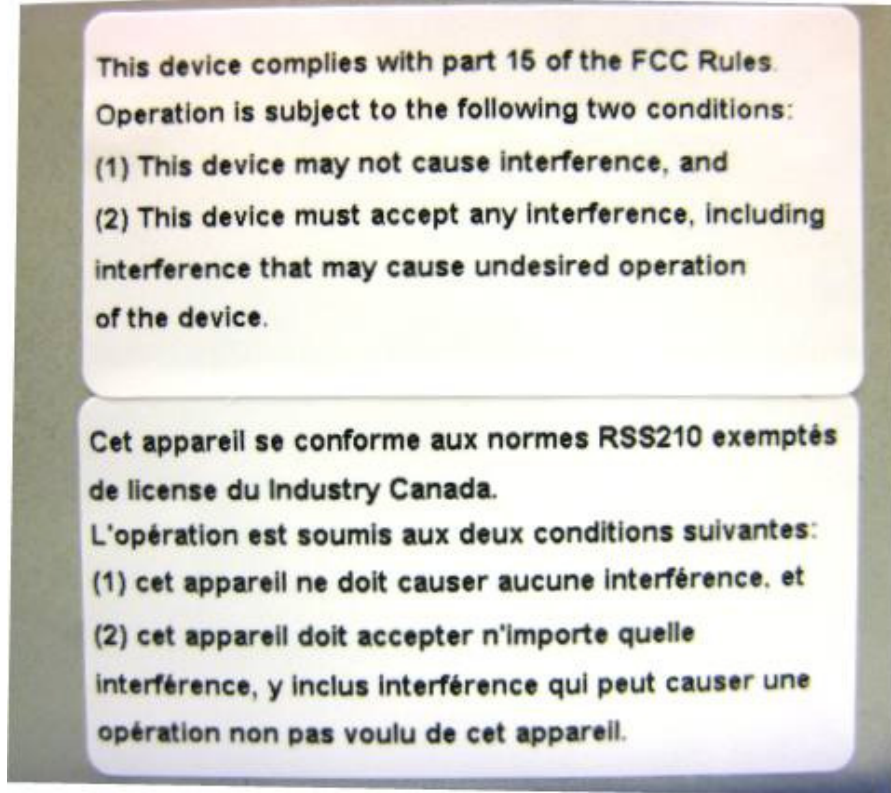 This device complies with part 15 of the FCC Rules.
Operation is subject to the following two conditions:
(1) This device may not cause interference, and
(2) This device must accept any interference, including
interference that may cause undesired operation
of the device.
Cet appareil se conforme aux normes RSS210 exemptés
de license du Industry Canada.
L'opération est soumis aux deux conditions suivantes:
(1) cet appareil ne doit causer aucune interférence, et
(2) cet appareil doit accepter n'importe quelle
interférence, y inclus interférence qui peut causer une
opération non pas voulu de cet appareil.